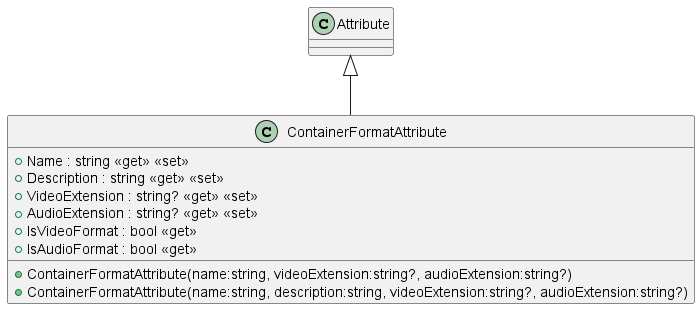 C Attribute
C ContainerFormatAttribute
Name : string «get» «set»
Description : string «get» «set»
VideoExtension : string? «get» «set»
AudioExtension : string? «get» «set»
IsVideoFormat : bool «get»
IsAudioFormat : bool «get»
ContainerFormatAttribute(name:string, videoExtension:string?, audioExtension:string?)
ContainerFormatAttribute(name:string, description:string, videoExtension:string?, audioExtension:string?)